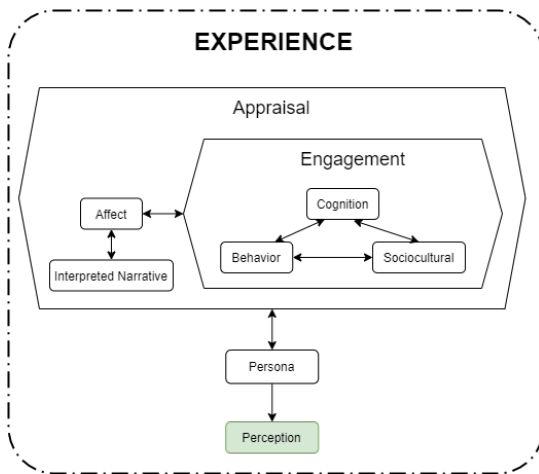 EXPERIENCE
Appraisal
Engagement
Cognition
Affect
Behavior
Sociocultural
Interpreted Narrative
Persona
Perception